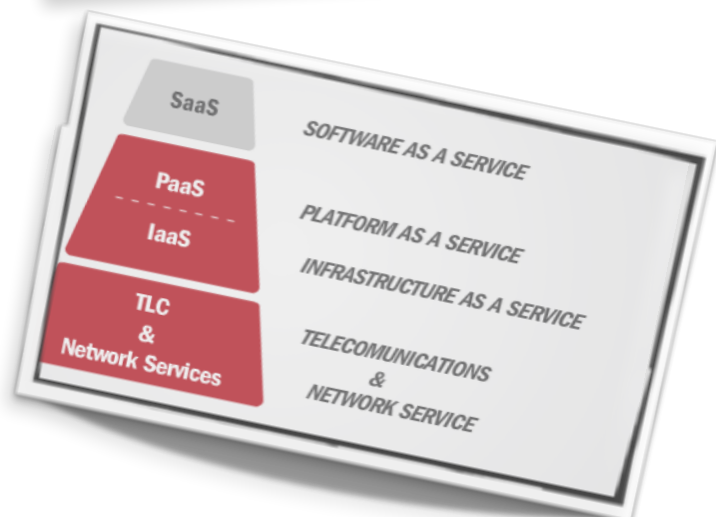 SaaS
SOFTWARE AS A SERVICE
PaaS
PLATFORM AS A SERVICE
IaaS
INFRASTRUCTURE AS A SERVICE
TLC
&
Network Services
TELECOMUNICATIONS
&
NETWORK SERVICE